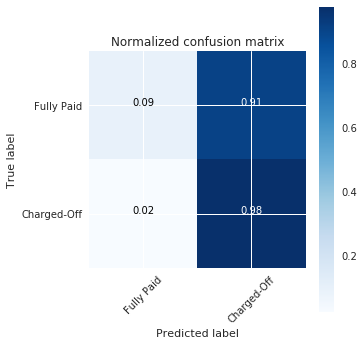 Normalized confusion matrix
True label
Fully Paid
0.09
0.91
Charged-Off
0.02
0.98
Fully Paid
Charged-Off
Predicted label
0.8
0.6
0.4
0.2